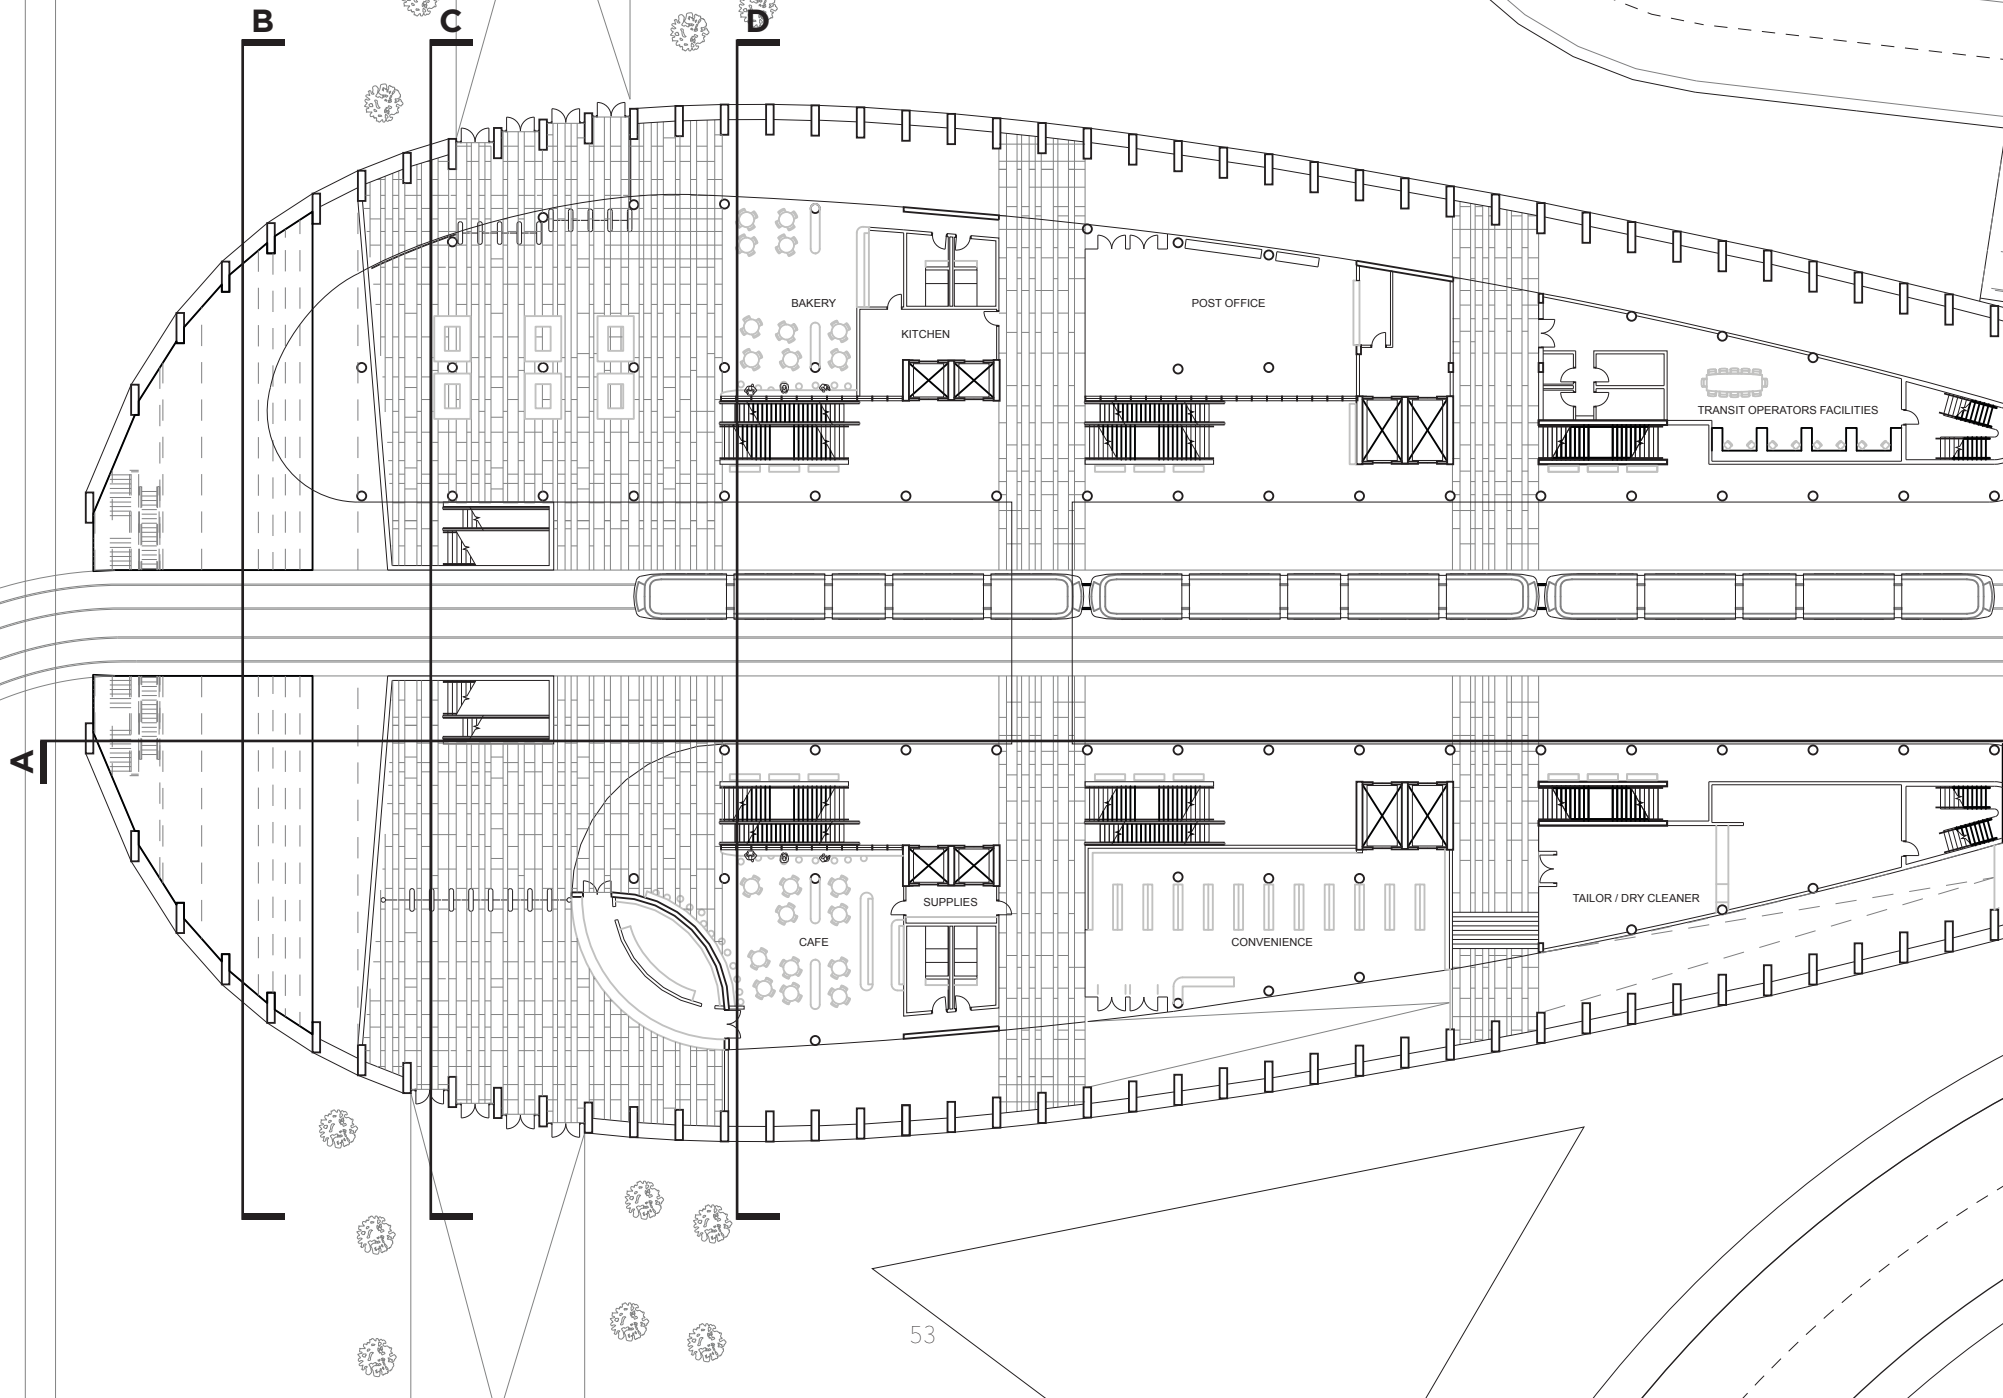 B
C
D
BAKERY
POST OFFICE
KITCHEN
TRANSIT OPERATORS FACILITIES
A
SUPPLIES
TAILOR / DRY CLEANER
CAFE
CONVENIENCE
53